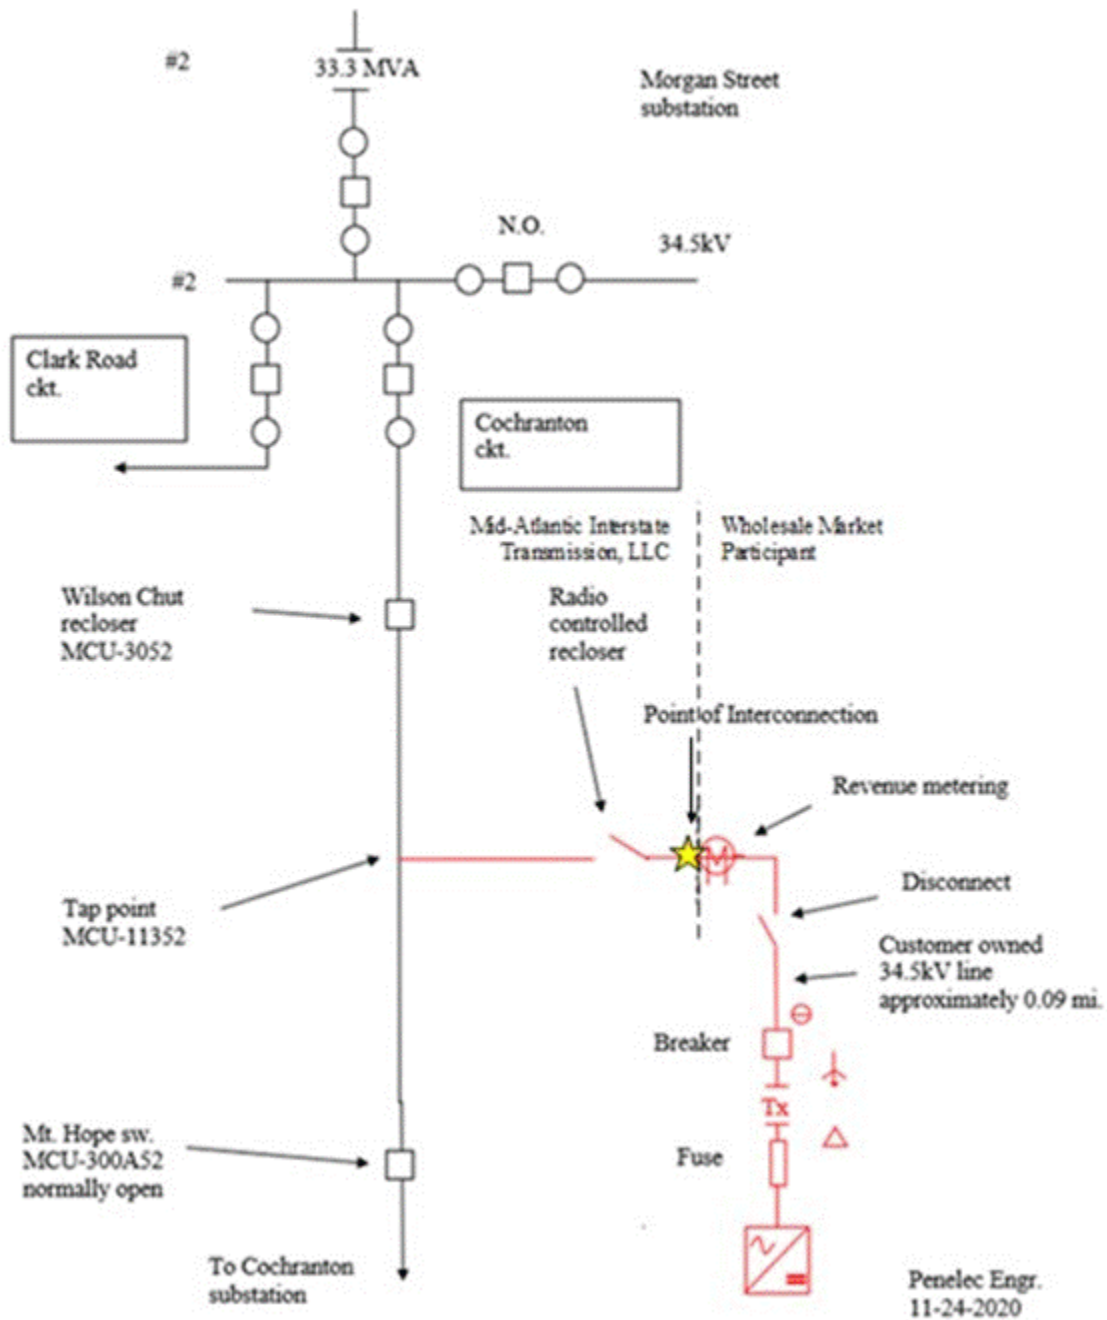 #2
33.3 MVA
Morgan Street
substation
N.O.
34.5kV
#2
Clark Road
ckt.
Cochranton
ckt.
Mid-Atlantic Interstate
Transmission, LLC
Wholesale Market
Participant
Wilson Chut
recloser
MCU-3052
Radio
controlled
recloser
Point of Interconnection
Revenue metering
M
Tap point
MCU-11352
Disconnect
Customer owned
34.5kV line
approximately 0.09 mi.
Breaker
Tx
Fuse
Mt. Hope sw.
MCU-300A52
normally open
To Cochranton
substation
Penelec Engr.
11-24-2020